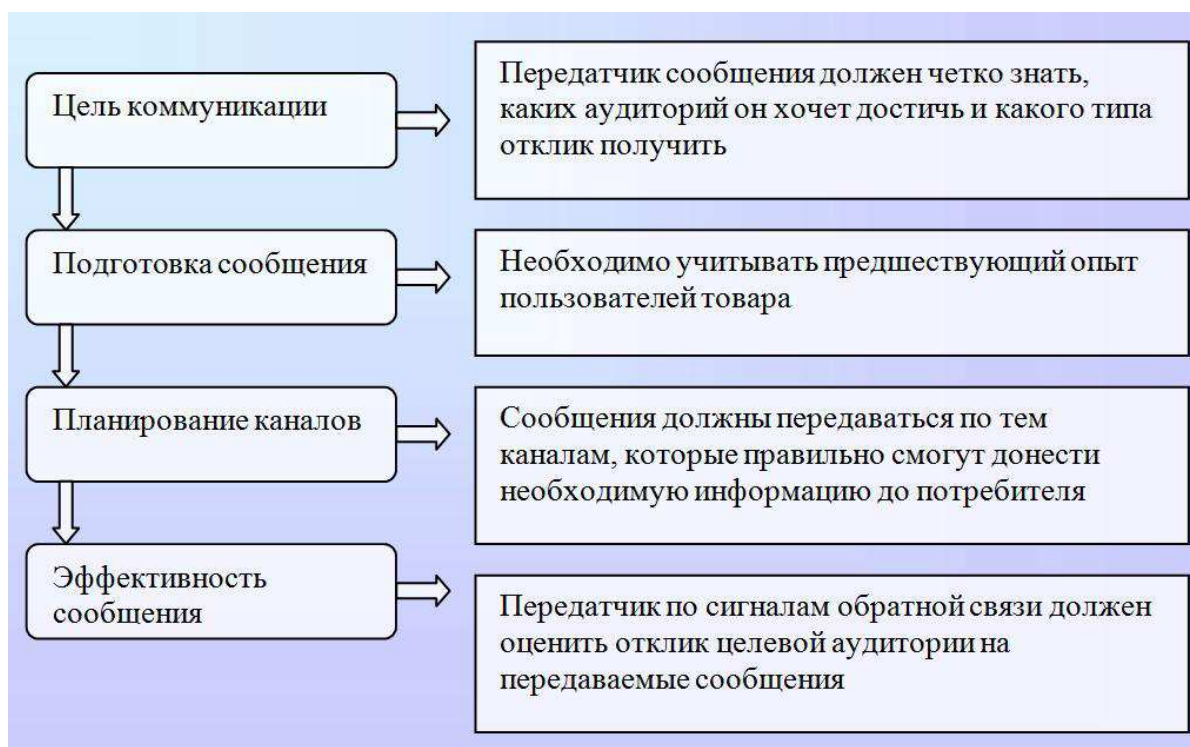 Цель коммуникации
Передатчик сообщения должен четко знать,
каких аудиторий он хочет достичь и какого типа
отклик получить
Подготовка сообщения
Необходимо учитывать предшествующий опыт
пользователей товара
Планирование каналов
Сообщения должны передаваться по тем
каналам, которые правильно смогут донести
необходимую информацию до потребителя
Эффективность
сообщения
Передатчик по сигналам обратной связи должен
оценить отклик целевой аудитории на
передаваемые сообщения